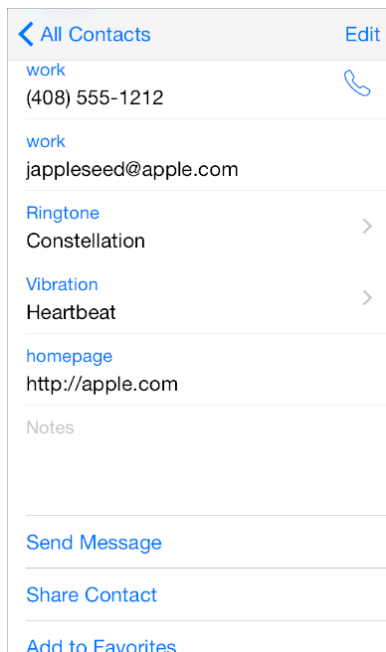 All Contacts
Edit
work
(408) 555-1212
work
jappleseed@apple.com
Ringtone
Constellation
Vibration
Heartbeat
homepage
http://apple.com
Notes
Send Message
Share Contact
Add to Favorites